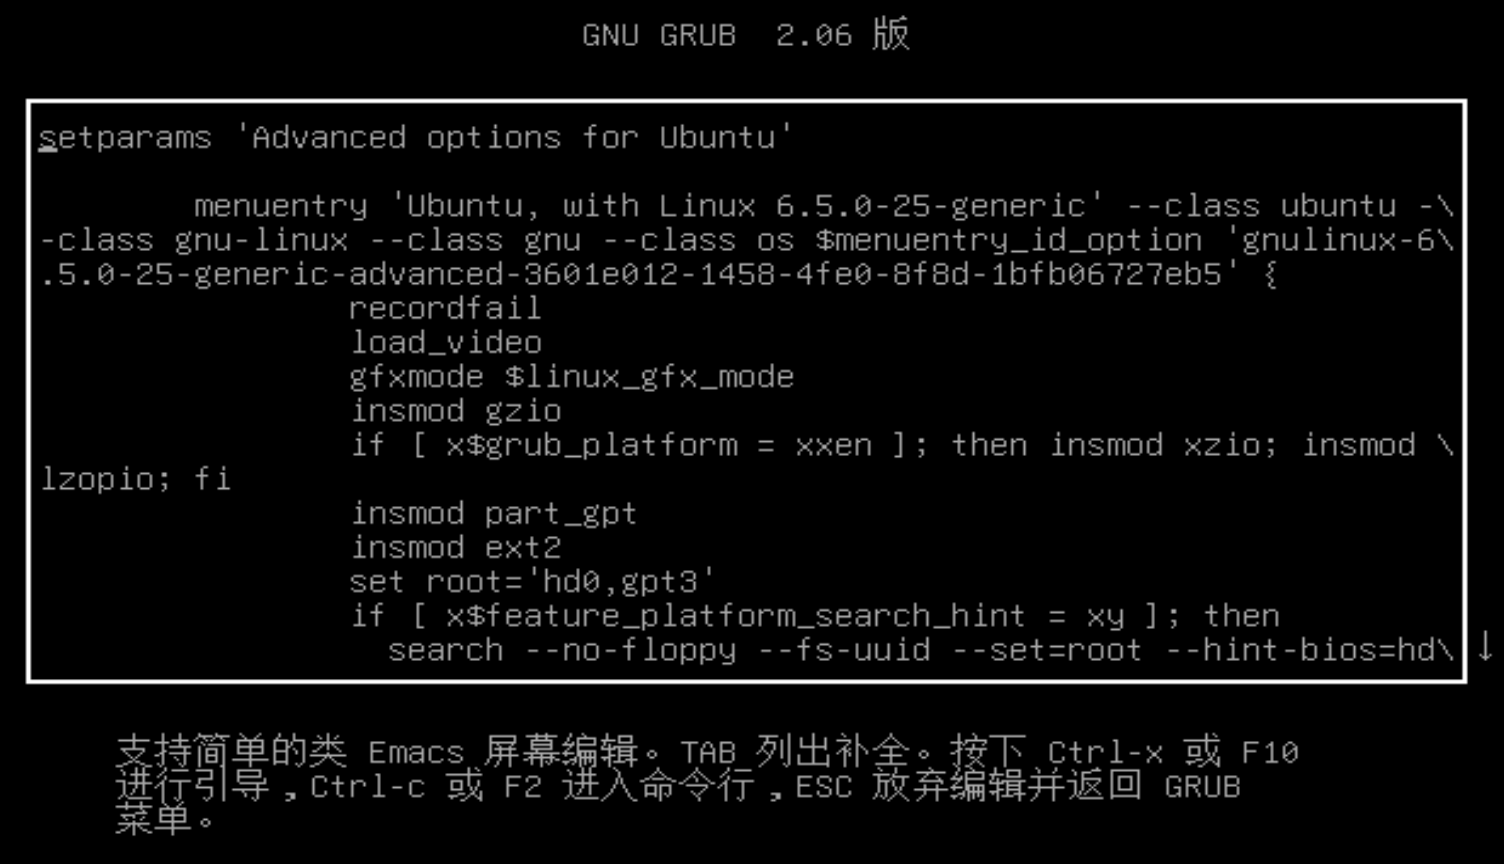 GNU GRUB  2.06 版
setparams 'Advanced options for Ubuntu'
menuentry 'Ubuntu, with Linux 6.5.0-25-generic' --class ubuntu -\
-class gnu-linux --class gnu --class os $menuentry_id_option 'gnulinux-6\
.5.0-25-generic-advanced-3601e012-1458-4fe0-8f8d-1bfb06727eb5' {
recordfail
load_video
gfxmode $linux_gfx_mode
insmod gzio
if [ x$grub_platform = xxen ]; then insmod xzio; insmod \
lzopio; fi
insmod part_gpt
insmod ext2
set root='hd0,gpt3'
if [ x$feature_platform_search_hint = xy ]; then
search --no-floppy --fs-uuid --set=root --hint-bios=hd\ ↓
支持简单的类 Emacs 屏幕编辑。TAB 列出补全。按下 Ctrl-x 或 F10
进行引导，Ctrl-c 或 F2 进入命令行，ESC 放弃编辑并返回 GRUB
菜单。